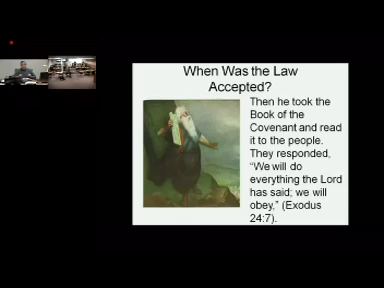 When Was the Law
Accepted?
Then he took the
Book of the
Covenant and read
it to the people.
They responded,
“We will do
everything the Lord
has said; we will
obey,” (Exodus
24:7).